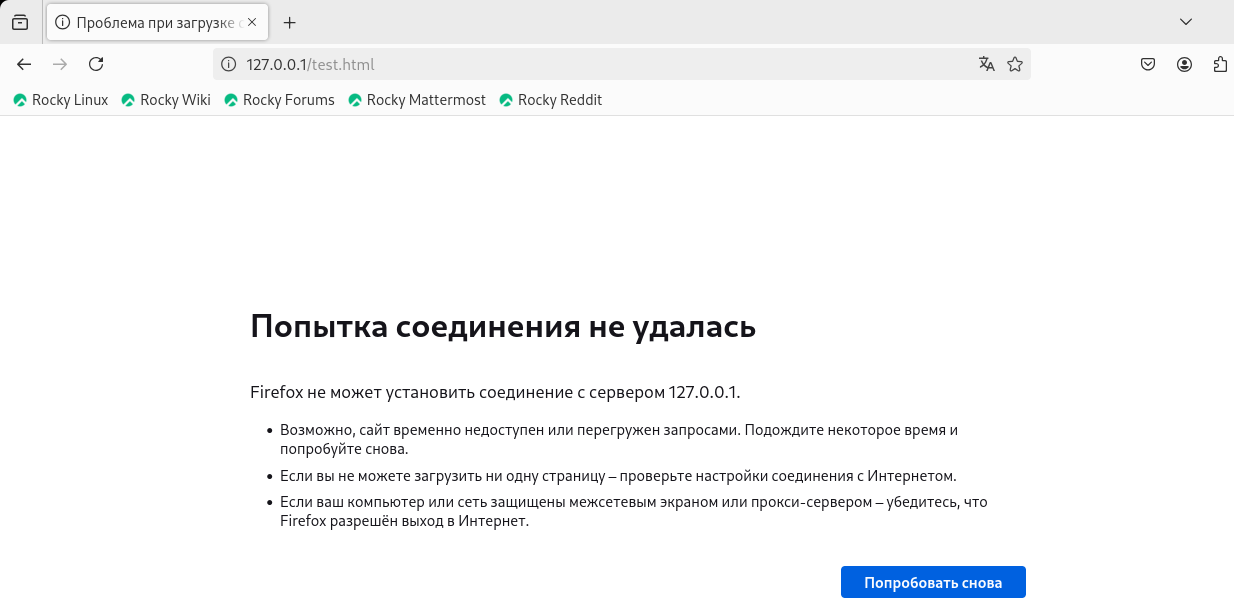 Проблема при загрузке
127.0.0.1/test.html
Rocky Linux Rocky Wiki Rocky Forums Rocky Mattermost Rocky Reddit
Попытка соединения не удалась
Firefox не может установить соединение с сервером 127.0.0.1.
• Возможно, сайт временно недоступен или перегружен запросами. Подождите некоторое время и
попробуйте снова.
• Если вы не можете загрузить ни одну страницу – проверьте настройки соединения с Интернетом.
• Если ваш компьютер или сеть защищены межсетевым экраном или прокси-сервером – убедитесь, что
Firefox разрешён выход в Интернет.
Попробовать снова